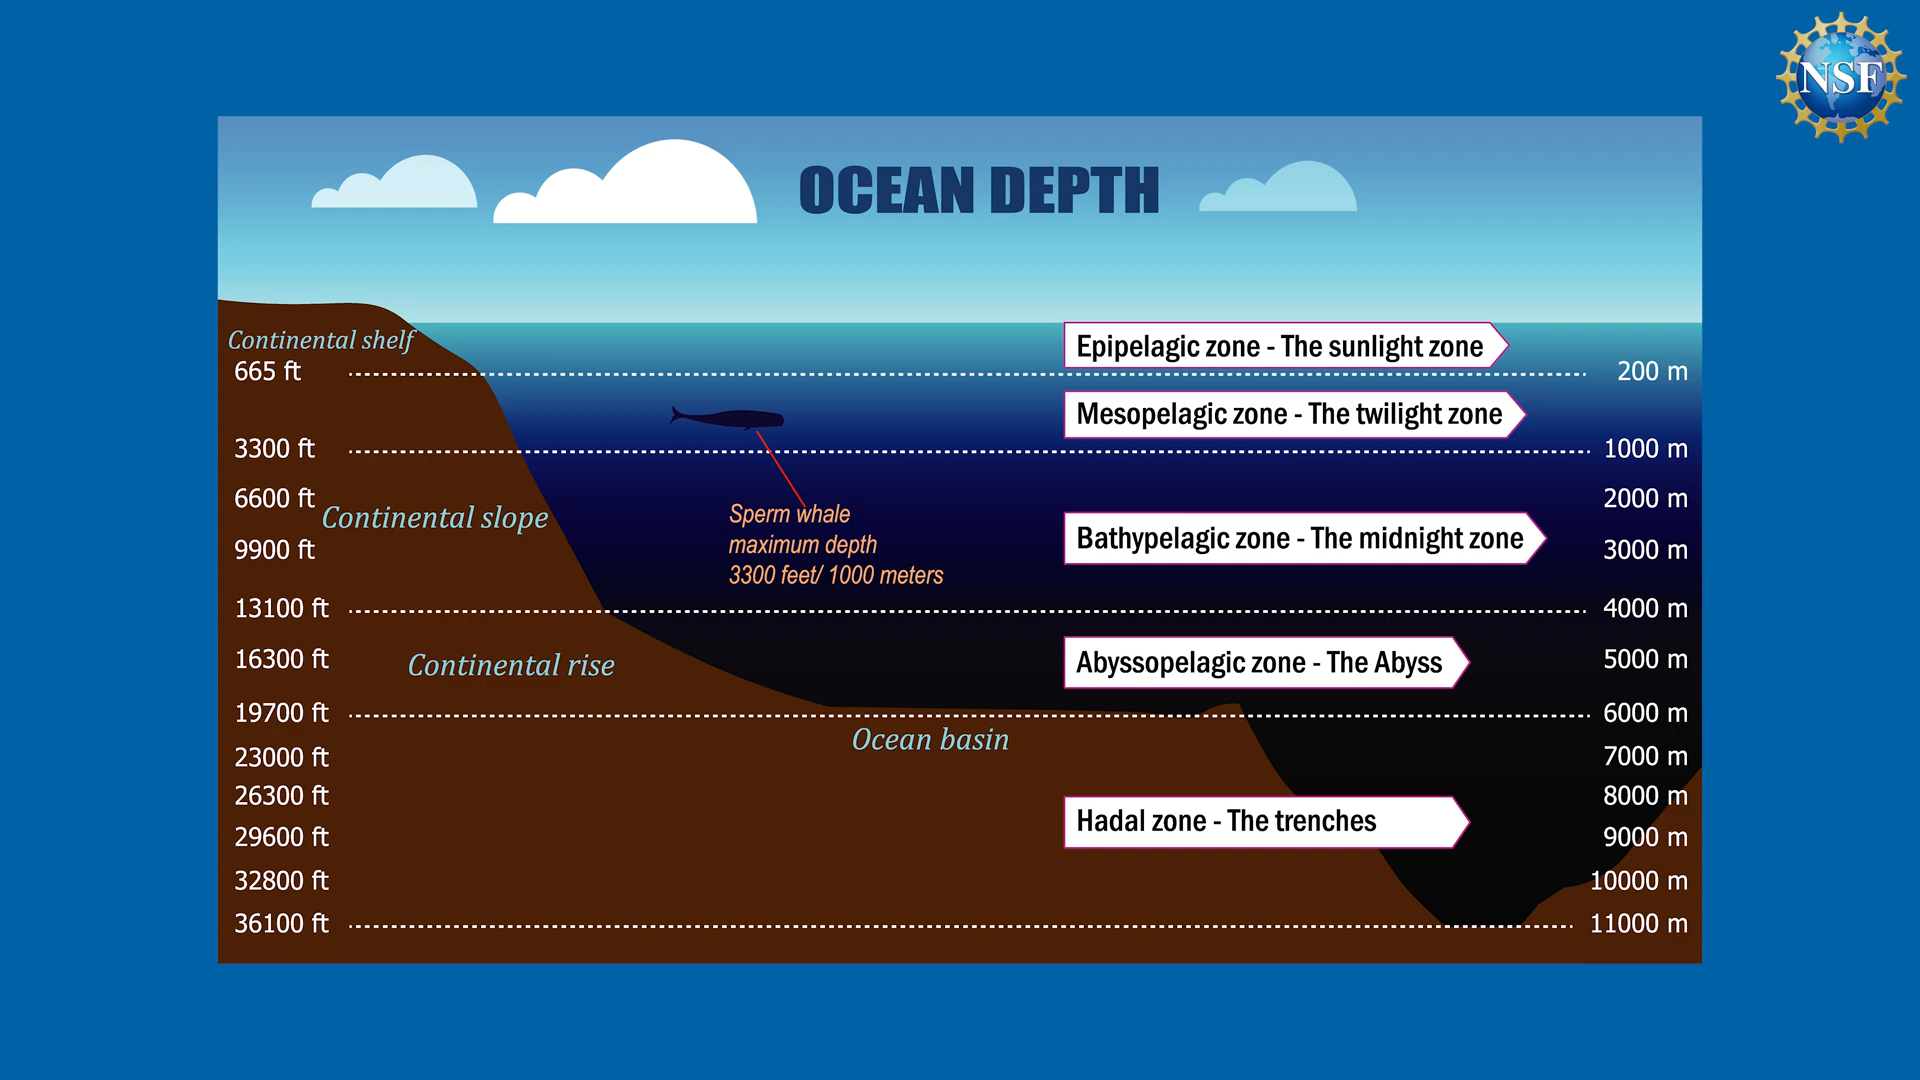 NSF
OCEAN DEPTH
Continental shelf
Epipelagic zone - The sunlight zone
665 ft
200 m
Mesopelagic zone - The twilight zone
3300 ft
1000 m
6600 ft
2000 m
Continental slope
Sperm whale
maximum depth
3300 feet/ 1000 meters
Bathypelagic zone - The midnight zone
9900 ft
3000 m
13100 ft
4000 m
16300 ft
Continental rise
Abyssopelagic zone - The Abyss
5000 m
19700 ft
6000 m
Ocean basin
23000 ft
7000 m
26300 ft
8000 m
Hadal zone - The trenches
29600 ft
9000 m
32800 ft
10000 m
36100 ft
11000 m